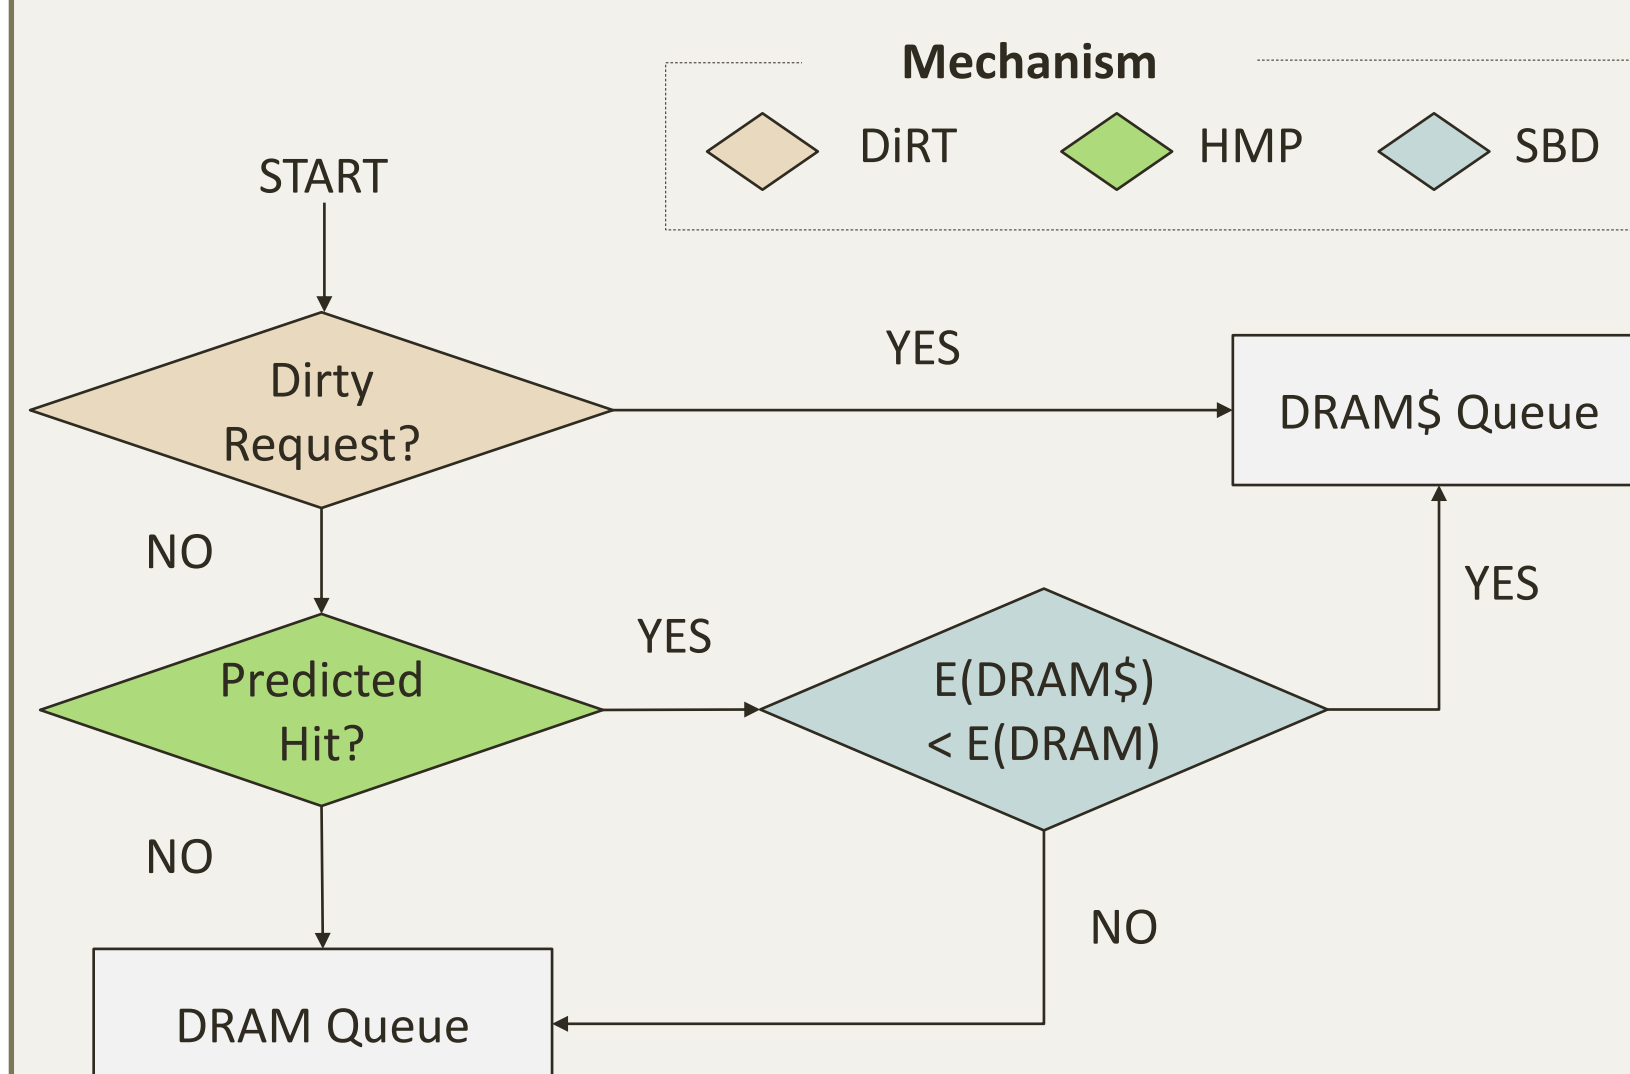 Mechanism
DiRT
HMP
SBD
START
Dirty
Request?
YES
DRAM$ Queue
NO
YES
Predicted
Hit?
YES
E(DRAM$)
< E(DRAM)
NO
NO
DRAM Queue